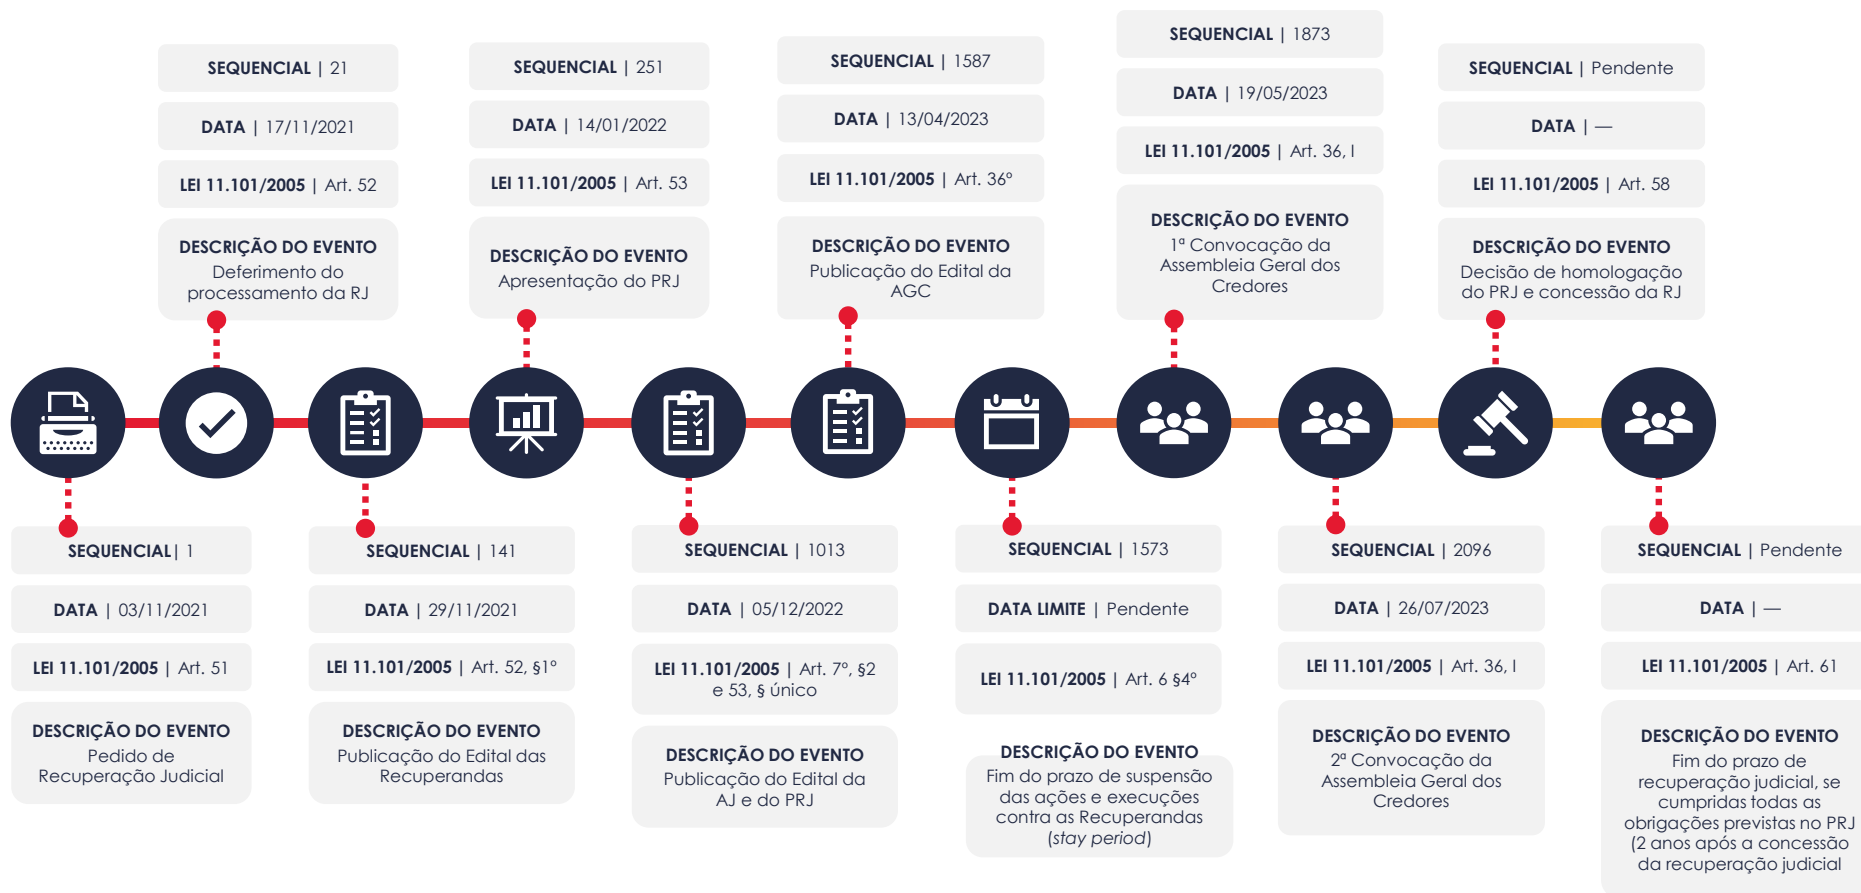 SEQUENCIAL | 21
DATA | 17/11/2021
LEI 11.101/2005 | Art. 52
DESCRIÇÃO DO EVENTO
Deferimento do
processamento da RJ
SEQUENCIAL | 251
DATA | 14/01/2022
LEI 11.101/2005 | Art. 53
DESCRIÇÃO DO EVENTO
Apresentação do PRJ
SEQUENCIAL | 1587
DATA | 13/04/2023
LEI 11.101/2005 | Art. 36º
DESCRIÇÃO DO EVENTO
Publicação do Edital da
AGC
SEQUENCIAL | 1873
DATA | 19/05/2023
LEI 11.101/2005 | Art. 36, I
DESCRIÇÃO DO EVENTO
1ª Convocação da
Assembleia Geral dos
Credores
SEQUENCIAL | Pendente
DATA | —
LEI 11.101/2005 | Art. 58
DESCRIÇÃO DO EVENTO
Decisão de homologação
do PRJ e concessão da RJ
SEQUENCIAL| 1
DATA | 03/11/2021
LEI 11.101/2005 | Art. 51
DESCRIÇÃO DO EVENTO
Pedido de
Recuperação Judicial
SEQUENCIAL | 141
DATA | 29/11/2021
LEI 11.101/2005 | Art. 52, §1º
DESCRIÇÃO DO EVENTO
Publicação do Edital das
Recuperandas
SEQUENCIAL | 1013
DATA | 05/12/2022
LEI 11.101/2005 | Art. 7º, §2
e 53, § único
DESCRIÇÃO DO EVENTO
Publicação do Edital da
AJ e do PRJ
SEQUENCIAL | 1573
DATA LIMITE | Pendente
LEI 11.101/2005 | Art. 6 §4º
DESCRIÇÃO DO EVENTO
Fim do prazo de suspensão
das ações e execuções
contra as Recuperandas
(stay period)
SEQUENCIAL | 2096
DATA | 26/07/2023
LEI 11.101/2005 | Art. 36, I
DESCRIÇÃO DO EVENTO
2ª Convocação da
Assembleia Geral dos
Credores
SEQUENCIAL | Pendente
DATA | —
LEI 11.101/2005 | Art. 61
DESCRIÇÃO DO EVENTO
Fim do prazo de
recuperação judicial, se
cumpridas todas as
obrigações previstas no PRJ
(2 anos após a concessão
da recuperação judicial